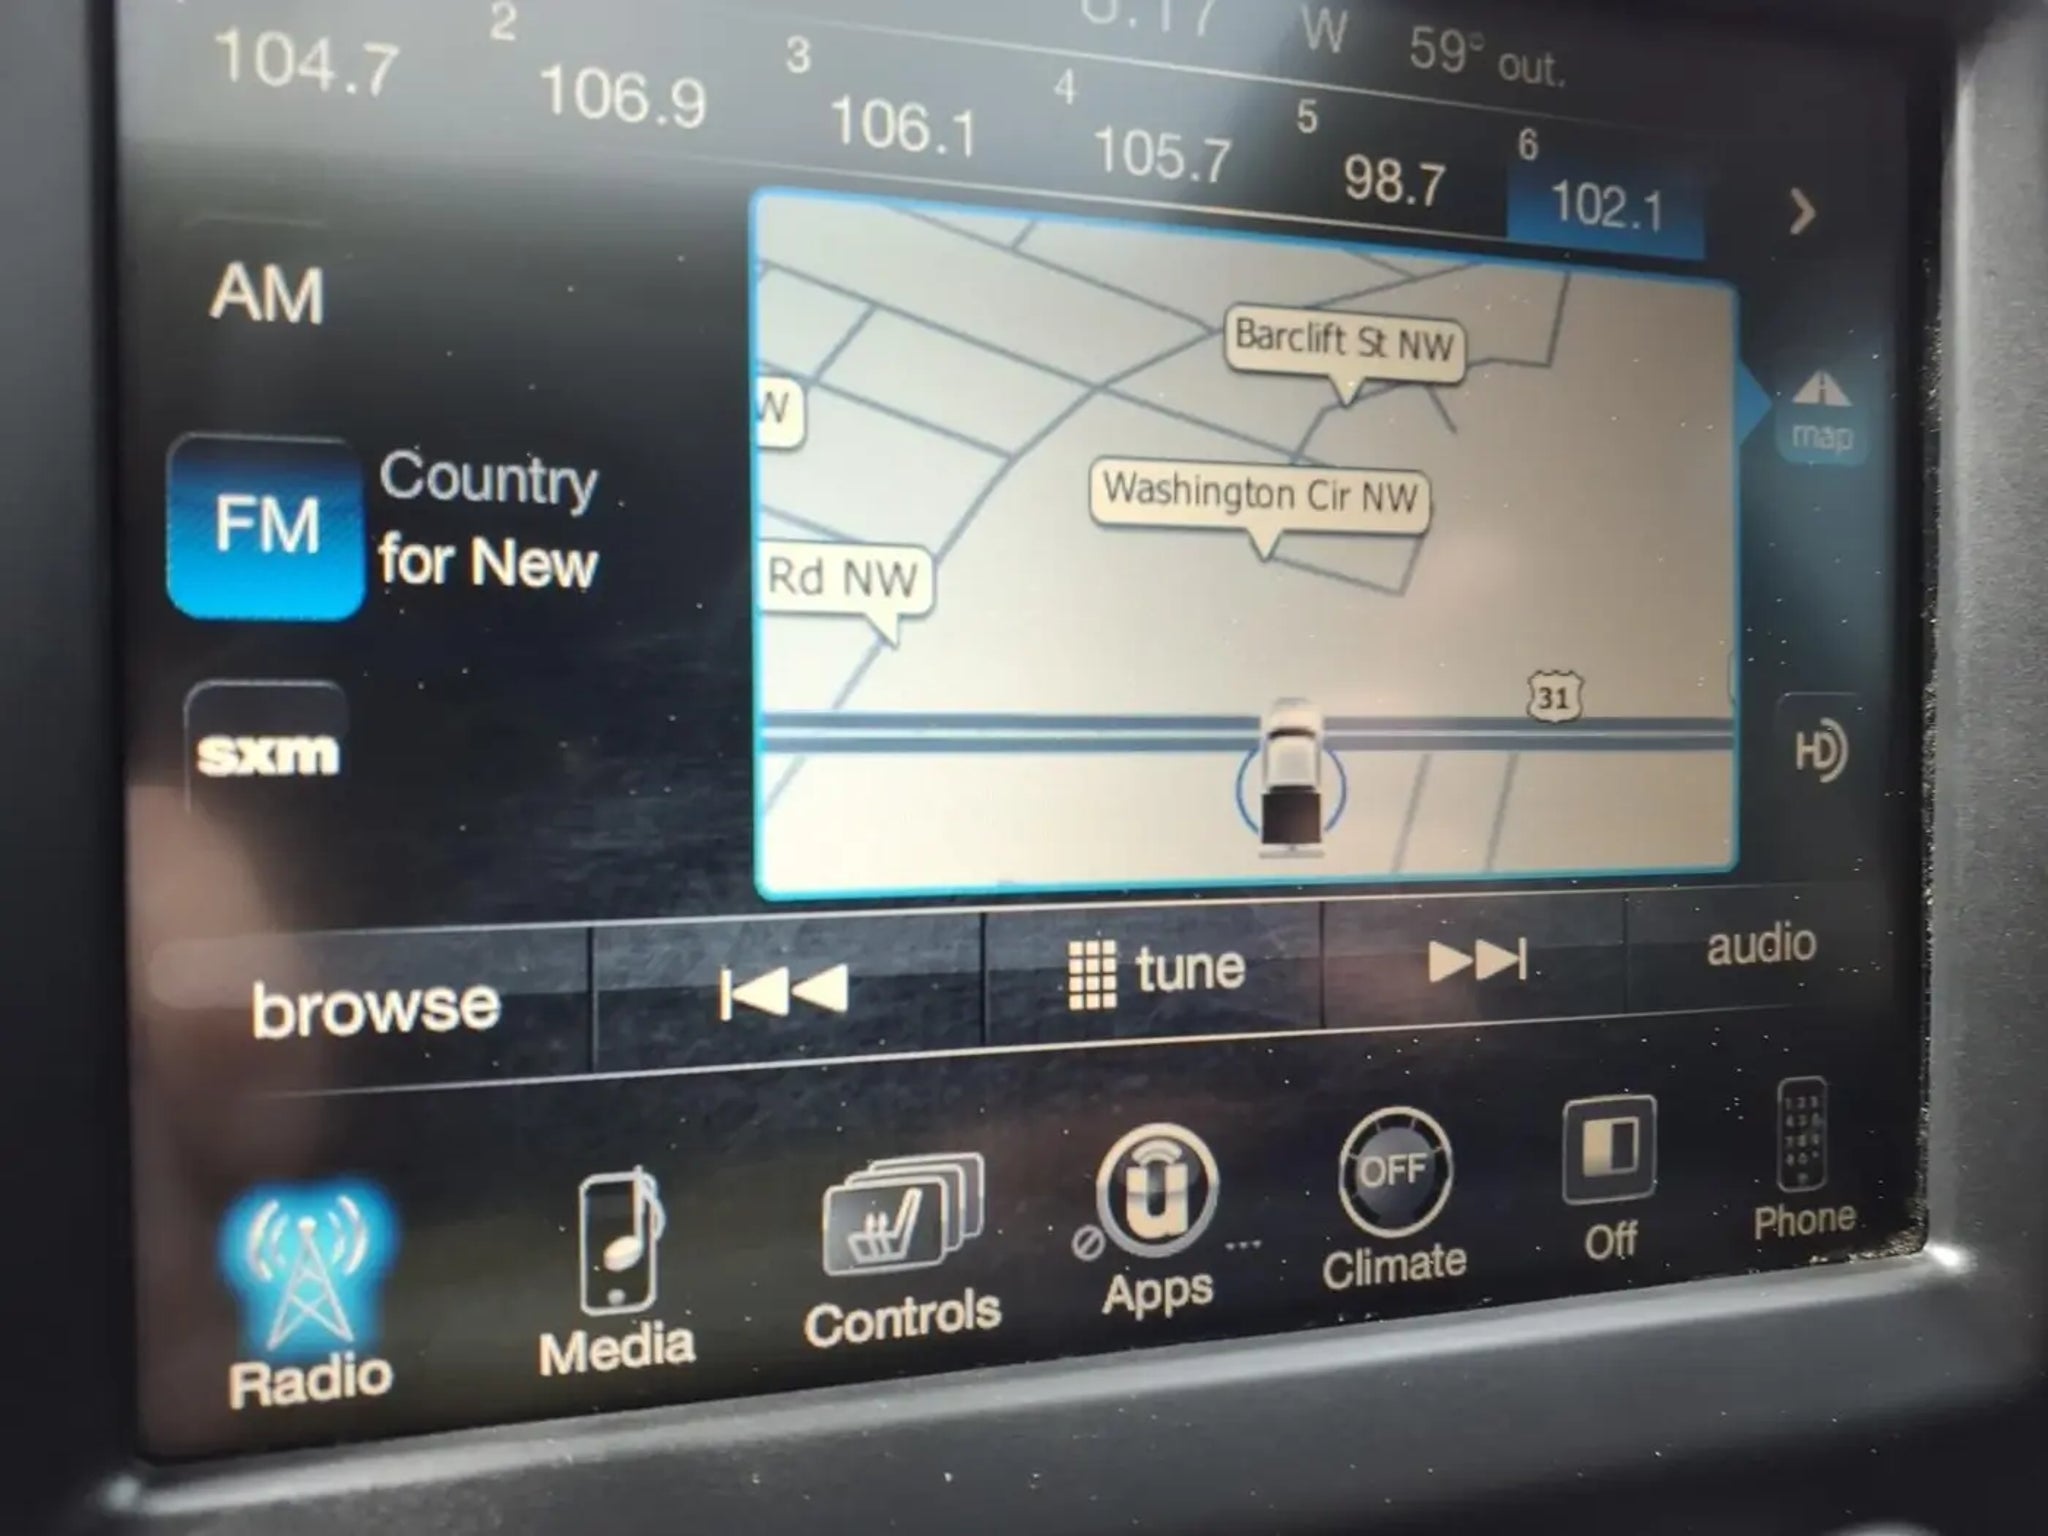 W 59° out.
104.7
2 106.9
3 106.1
4 105.7
5 98.7
6 102.1
AM
FM
Country
for New
sxm
W
Barclift St NW
Washington Cir NW
Rd NW
31
map
HD
browse
tune
audio
Radio
Media
Controls
Apps
OFF
Climate
Off
Phone